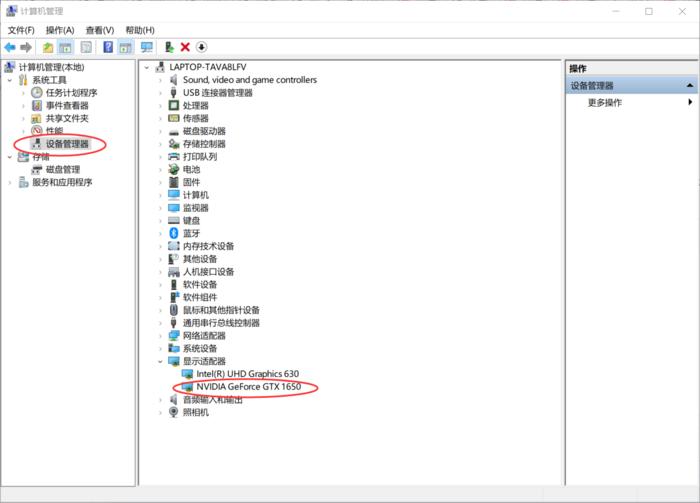 计算机管理
文件(F) 操作(A) 查看(V) 帮助(H)
计算机管理(本地)
系统工具
任务计划程序
事件查看器
共享文件夹
性能
设备管理器
存储
磁盘管理
服务和应用程序
LAPTOP-TAVA8LFV
Sound, video and game controllers
USB 连接器管理器
处理器
传感器
磁盘驱动器
存储控制器
打印队列
电池
固件
计算机
监视器
键盘
蓝牙
内存技术设备
其他设备
人机接口设备
软件设备
软件组件
鼠标和其他指针设备
通用串行总线控制器
网络适配器
系统设备
显示适配器
Intel(R) UHD Graphics 630
NVIDIA GeForce GTX 1650
音频输入和输出
照相机
操作
设备管理器
更多操作